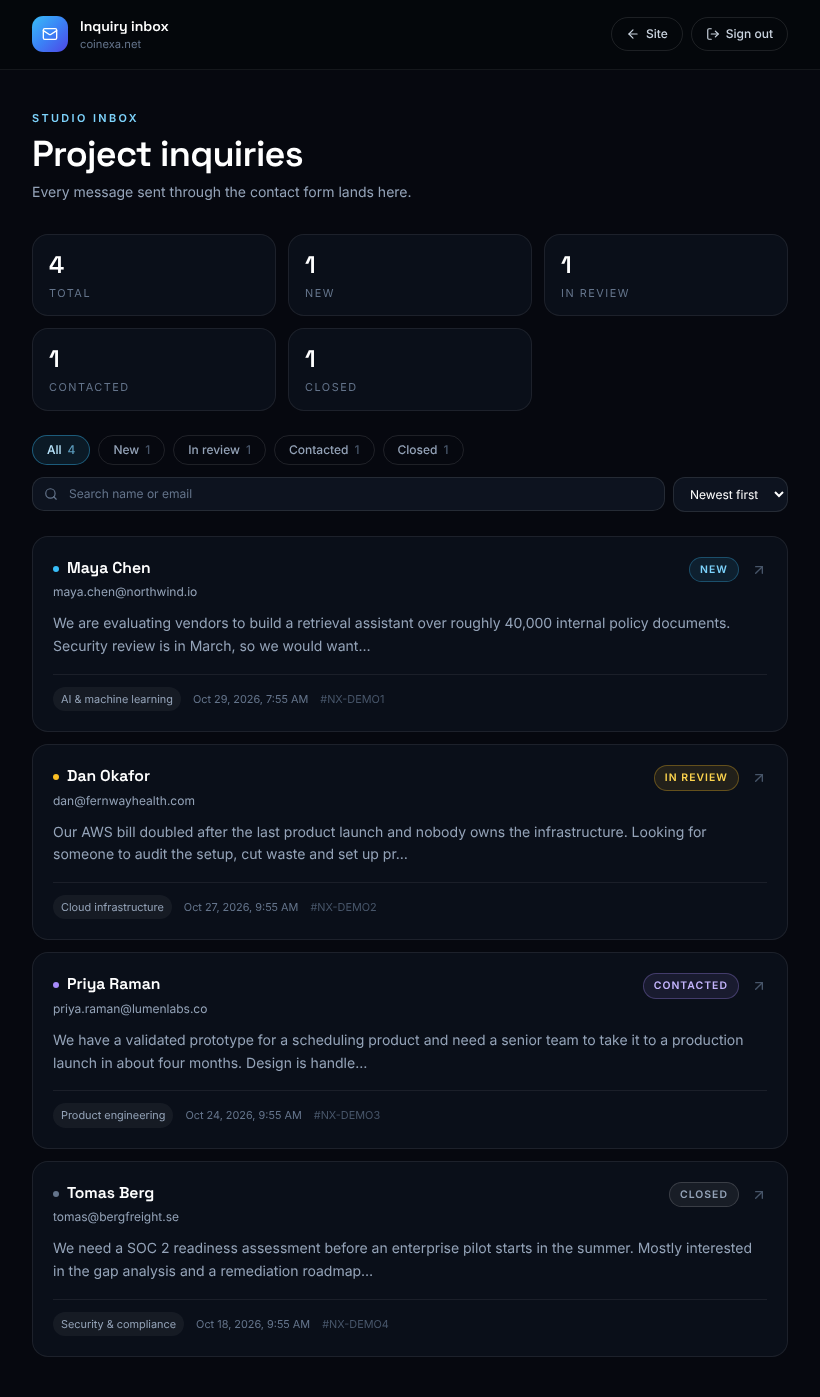 Inquiry inbox
coinexa.net
Site
Sign out
STUDIO INBOX
Project inquiries
Every message sent through the contact form lands here.
4
TOTAL
1
NEW
1
IN REVIEW
1
CONTACTED
1
CLOSED
All 4
New 1
In review 1
Contacted 1
Closed 1
Search name or email
Newest first
Maya Chen
NEW
maya.chen@northwind.io
We are evaluating vendors to build a retrieval assistant over roughly 40,000 internal policy documents.
Security review is in March, so we would want...
AI & machine learning Oct 29, 2026, 7:55 AM #NX-DEMO1
Dan Okafor
IN REVIEW
dan@fernwayhealth.com
Our AWS bill doubled after the last product launch and nobody owns the infrastructure. Looking for
someone to audit the setup, cut waste and set up pr...
Cloud infrastructure Oct 27, 2026, 9:55 AM #NX-DEMO2
Priya Raman
CONTACTED
priya.raman@lumenlabs.co
We have a validated prototype for a scheduling product and need a senior team to take it to a production
launch in about four months. Design is handle...
Product engineering Oct 24, 2026, 9:55 AM #NX-DEMO3
Tomas Berg
CLOSED
tomas@bergfreight.se
We need a SOC 2 readiness assessment before an enterprise pilot starts in the summer. Mostly interested
in the gap analysis and a remediation roadmap...
Security & compliance Oct 18, 2026, 9:55 AM #NX-DEMO4